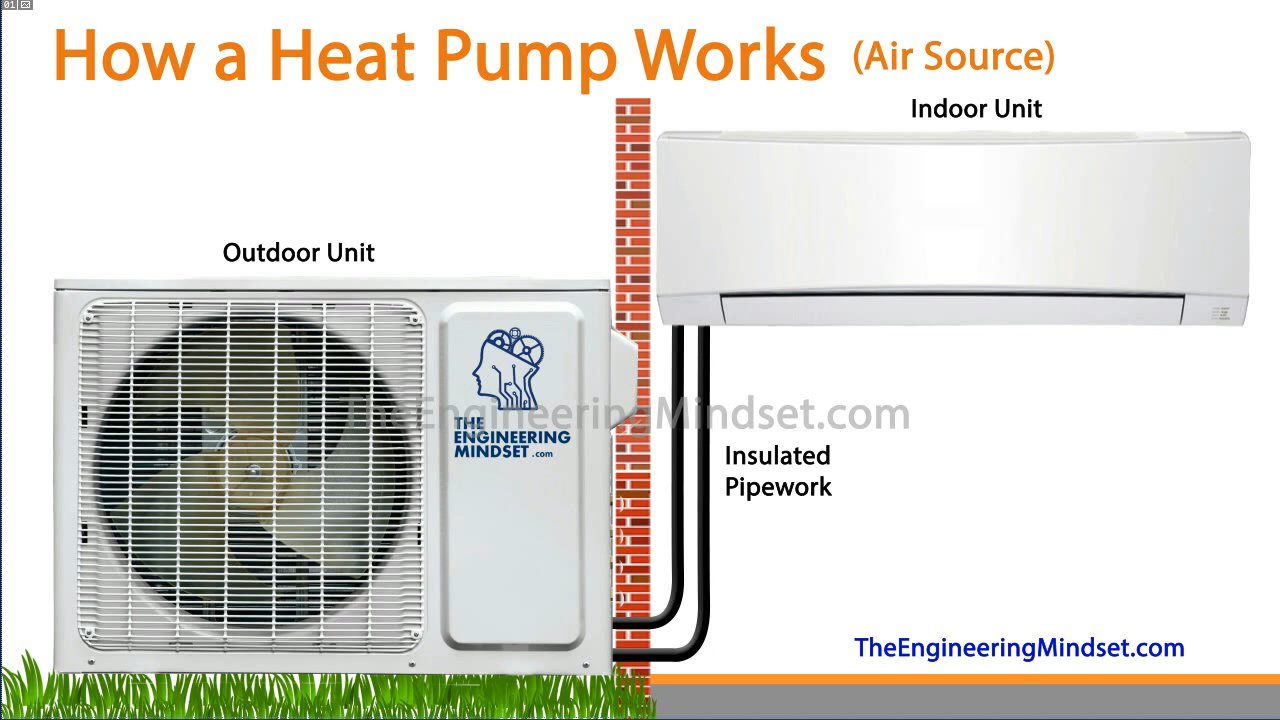 01
How a Heat Pump Works (Air Source)
Indoor Unit
Outdoor Unit
THE
ENGINEERING
MINDSET.com
TheEngineeringMindset.com
Insulated
Pipework
TheEngineeringMindset.com